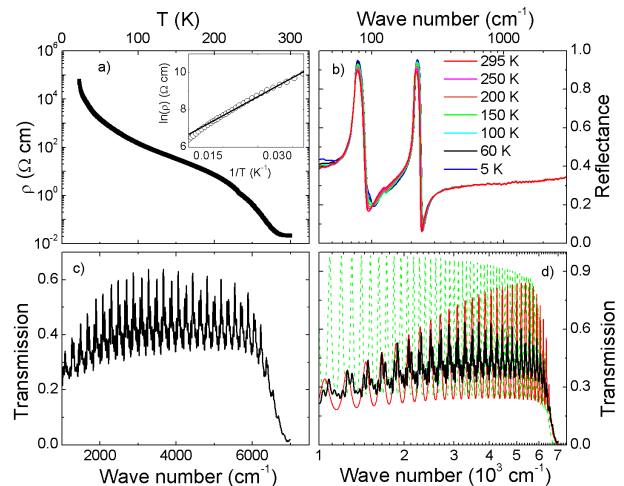 T (K)
0 100 200 300
Wave number (cm⁻¹)
100 1000
10⁶
10⁴
10²
10⁰
10⁻²
ρ (Ω cm)
a)
10
8
6
ln(ρ) (Ω cm)
0.015 0.030
1/T (K⁻¹)
b)
295 K
250 K
200 K
150 K
100 K
60 K
5 K
1.0
0.8
0.6
0.4
0.2
0.0
Reflectance
c)
0.6
0.4
0.2
0.0
Transmission
2000 4000 6000
Wave number (cm⁻¹)
d)
0.9
0.6
0.3
0.0
Transmission
1 2 3 4 5 6 7
Wave number (10³ cm⁻¹)